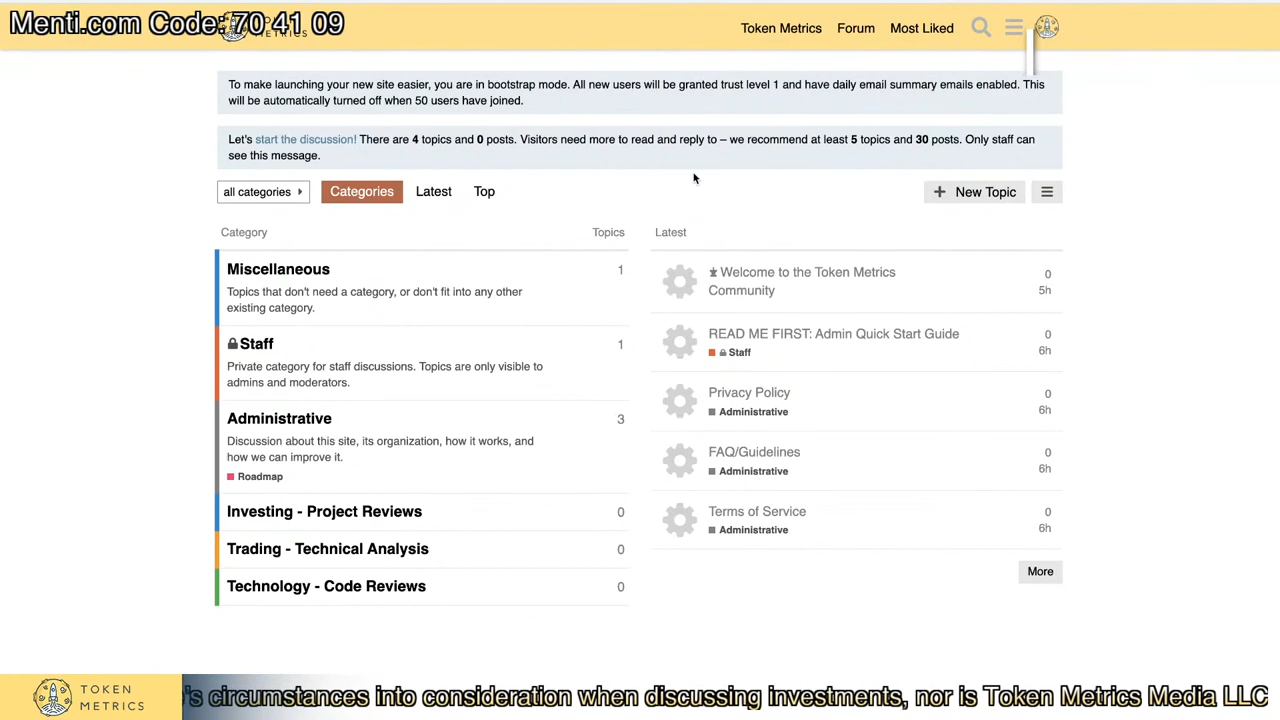 Menti.com Code: 70 41 09
METRICS
Token Metrics
Forum
Most Liked
To make launching your new site easier, you are in bootstrap mode. All new users will be granted trust level 1 and have daily email summary emails enabled. This
will be automatically turned off when 50 users have joined.
Let's start the discussion! There are 4 topics and 0 posts. Visitors need more to read and reply to – we recommend at least 5 topics and 30 posts. Only staff can
see this message.
all categories
Categories
Latest
Top
New Topic
Category
Topics
Miscellaneous
1
Topics that don't need a category, or don't fit into any other
existing category.
Staff
1
Private category for staff discussions. Topics are only visible to
admins and moderators.
Administrative
3
Discussion about this site, its organization, how it works, and
how we can improve it.
Roadmap
Investing - Project Reviews
0
Trading - Technical Analysis
0
Technology - Code Reviews
0
Latest
Welcome to the Token Metrics
Community
0
5h
READ ME FIRST: Admin Quick Start Guide
Staff
0
6h
Privacy Policy
Administrative
0
6h
FAQ/Guidelines
Administrative
0
6h
Terms of Service
Administrative
0
6h
More
TOKEN
METRICS
's circumstances into consideration when discussing investments, nor is Token Metrics Media LLC